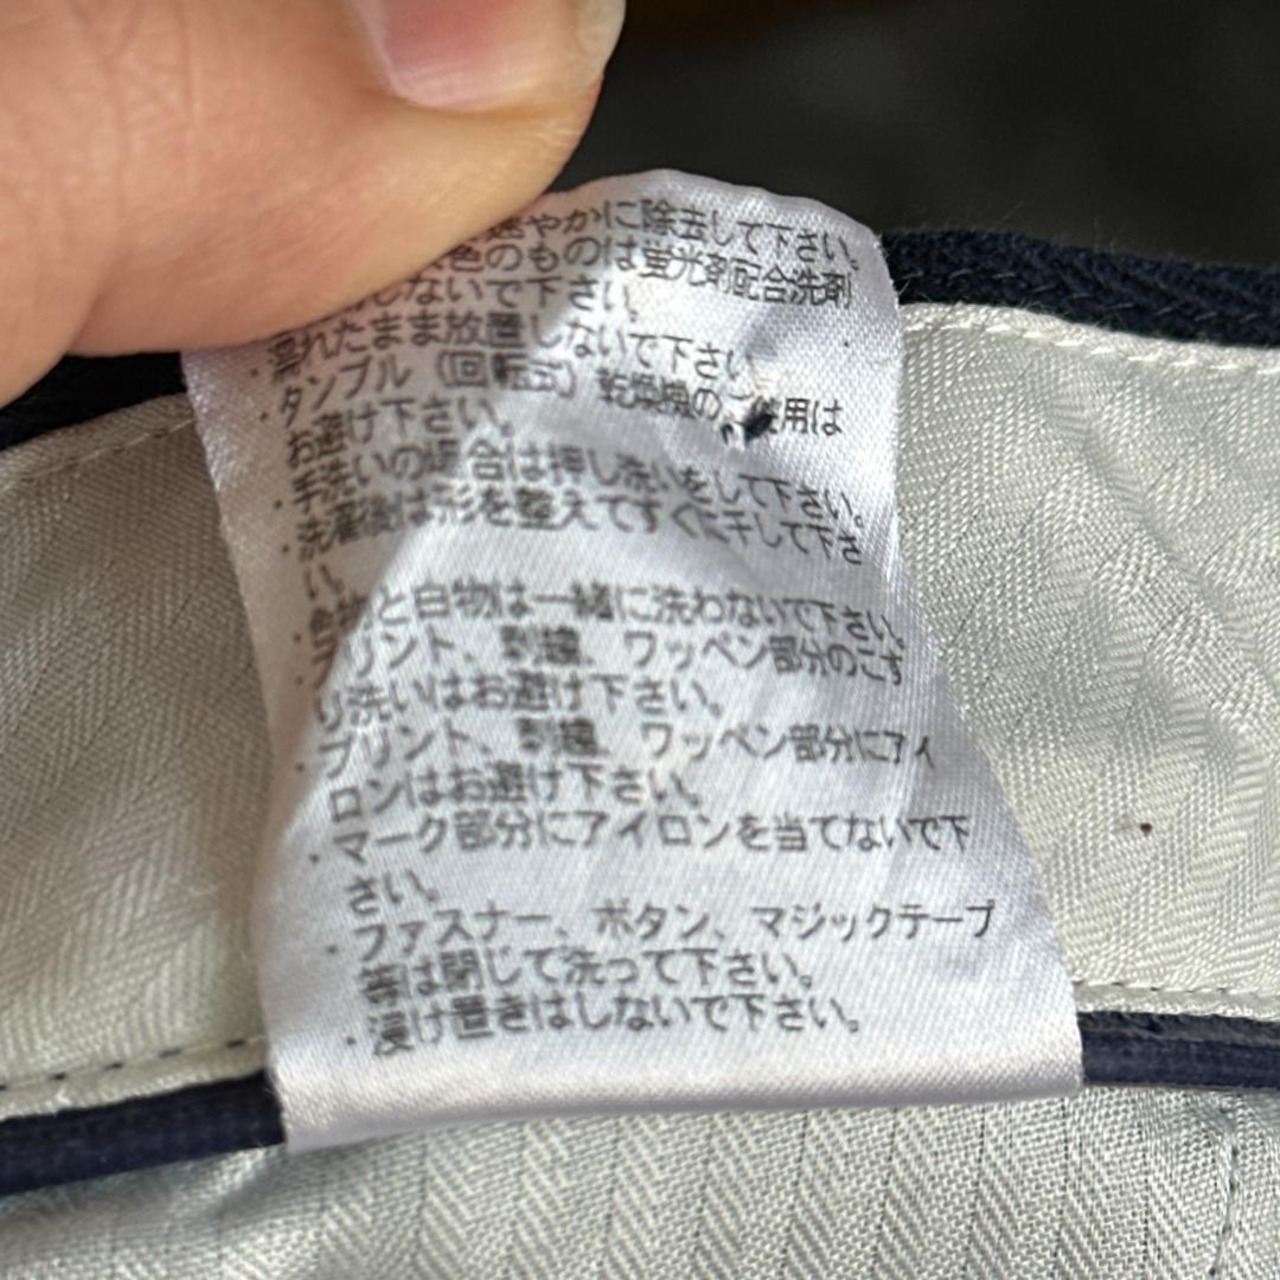 やかに除去して下さい。
色のものは蛍光剤配合洗剤
しないで下さい。
・濡れたまま放置しないで下さい。
・タンブル（回転式）乾燥機のご使用は
お避け下さい。
・手洗いの場合は押し洗いをして下さい。
・洗濯後は形を整えてすぐに干して下さ
い。
・色物と白物は一緒に洗わないで下さい。
・プリント、刺繍、ワッペン部分のこす
り洗いはお避け下さい。
・プリント、刺繍、ワッペン部分にアイ
ロンはお避け下さい。
・マーク部分にアイロンを当てないで下
さい。
・ファスナー、ボタン、マジックテープ
等は閉じて洗って下さい。
・浸け置きはしないで下さい。